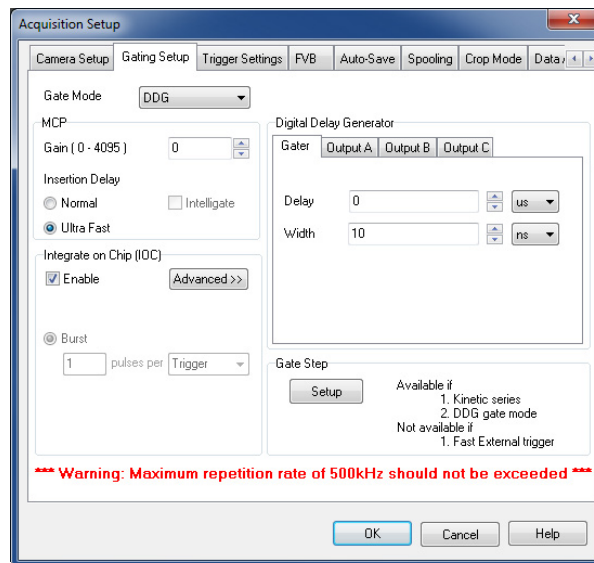 Acquisition Setup
Camera Setup Gating Setup Trigger Settings FVB Auto-Save Spooling Crop Mode Data
Gate Mode DDG
MCP
Gain ( 0 - 4095 ) 0
Insertion Delay
Normal Intelligate
Ultra Fast
Integrate on Chip (IOC)
Enable Advanced >>
Burst
1 pulses per Trigger
Digital Delay Generator
Gater Output A Output B Output C
Delay 0 us
Width 10 ns
Gate Step
Setup
Available if
1. Kinetic series
2. DDG gate mode
Not available if
1. Fast External trigger
*** Warning: Maximum repetition rate of 500kHz should not be exceeded ***
OK Cancel Help